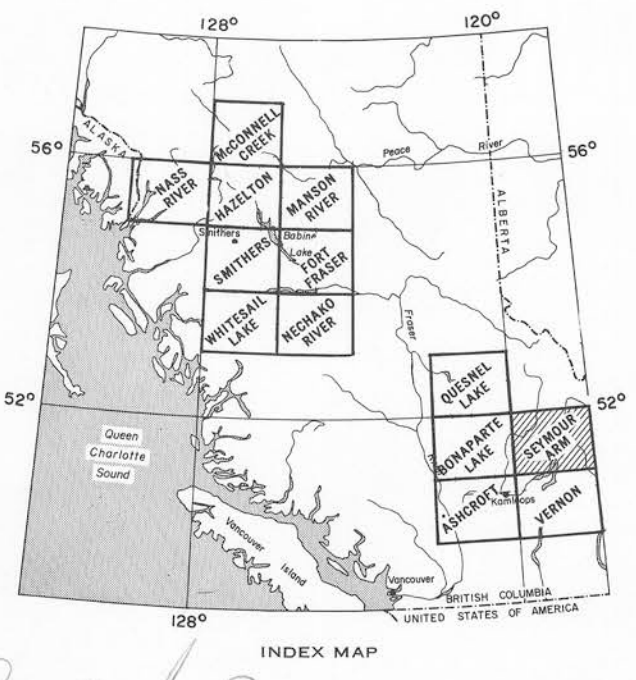 128°
120°
McCONNELL
CREEK
ALASKA
56°
Peace River
56°
NASS
RIVER
HAZELTON
MANSON
RIVER
ALBERTA
Smithers
Babine
Lake
SMITHERS
FORT
FRASER
WHITESAIL
LAKE
NECHAKO
RIVER
Fraser
QUESNEL
LAKE
52°
52°
Queen
Charlotte
Sound
BONAPARTE
LAKE
SEYMOUR
ARM
R.
ASHCROFT
Kamloops
VERNON
Vancouver Island
Vancouver
BRITISH COLUMBIA
UNITED STATES OF AMERICA
128°
INDEX MAP